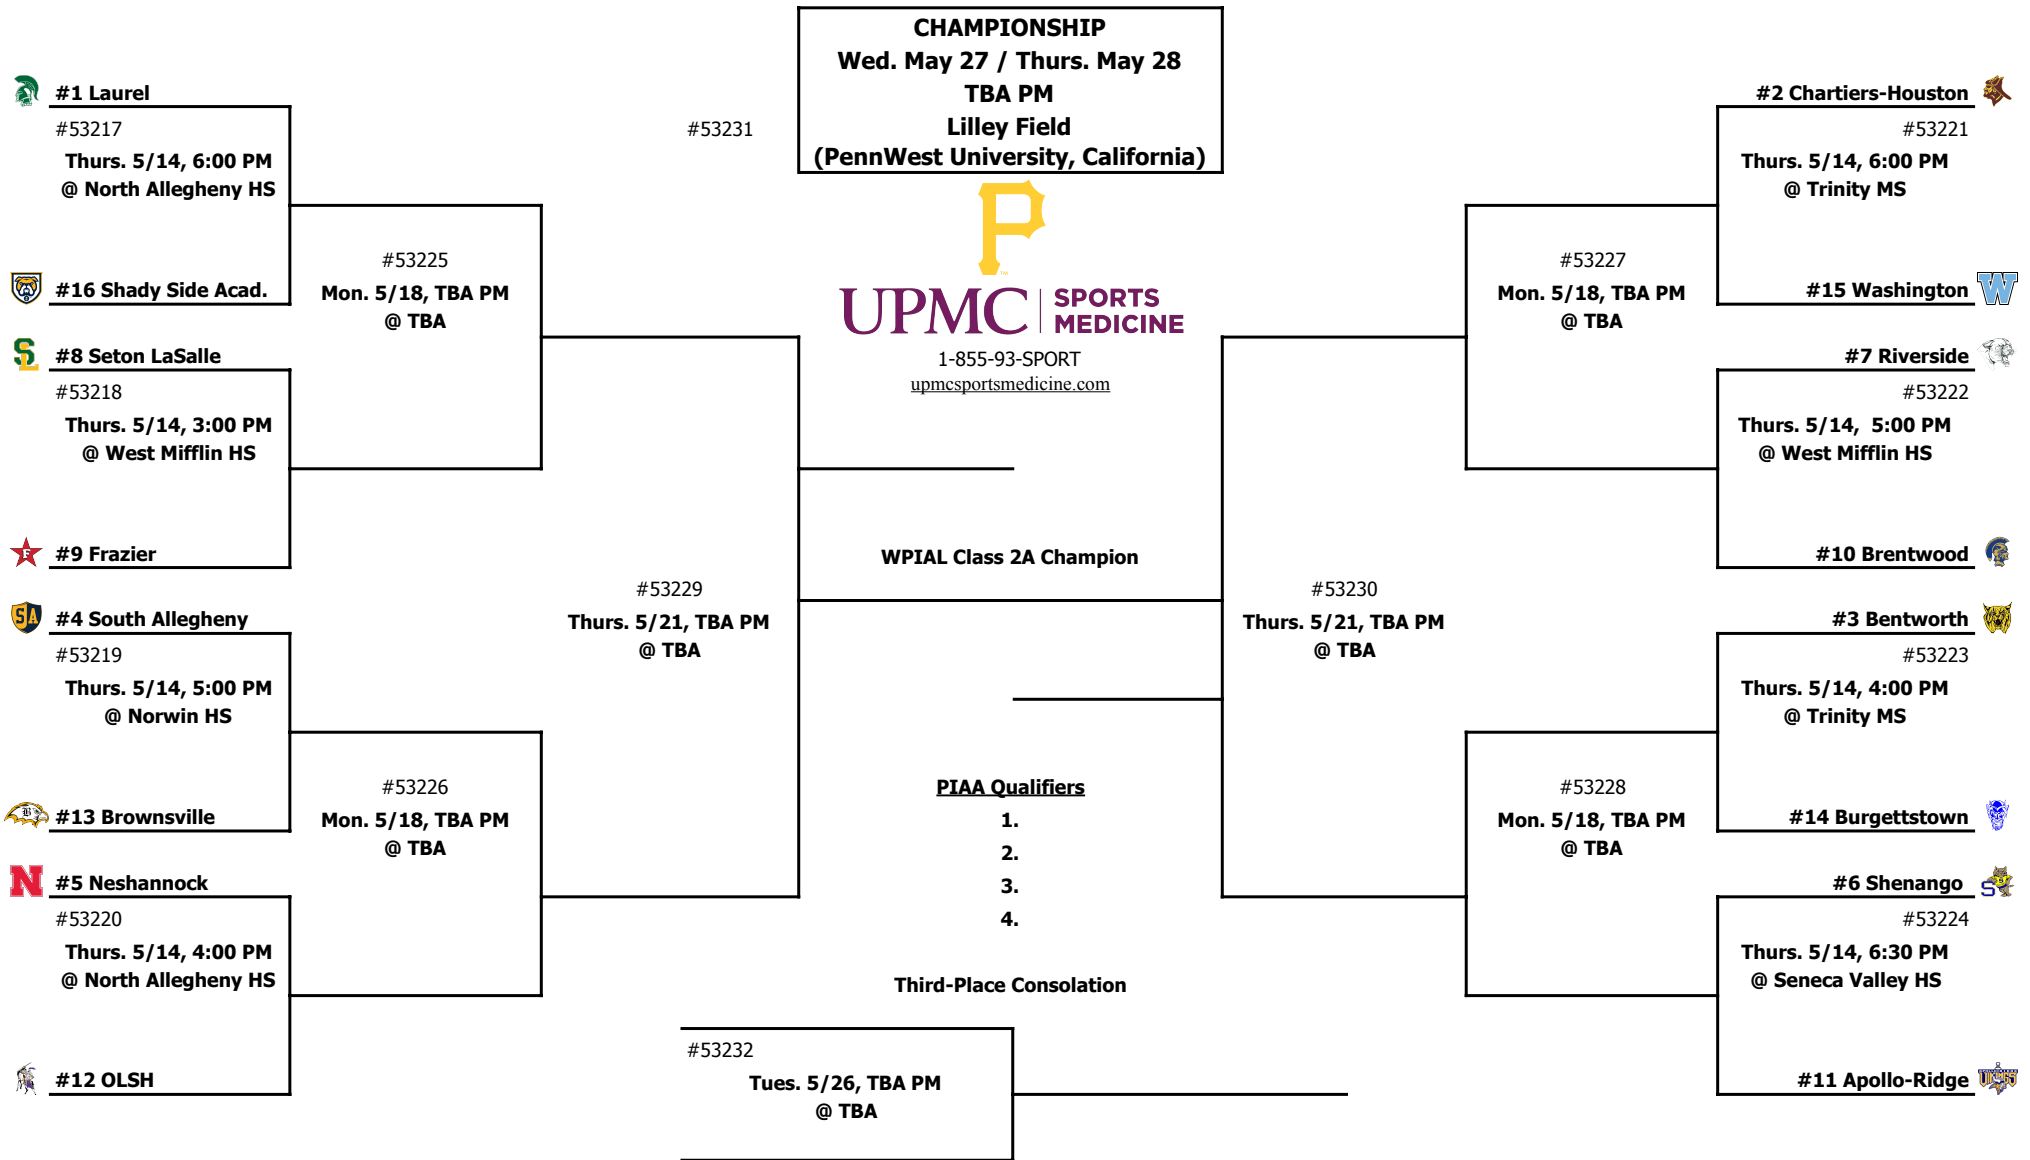 CHAMPIONSHIP
Wed. May 27 / Thurs. May 28
TBA PM
Lilley Field
(PennWest University, California)
#53231
P
TM
UPMC | SPORTS MEDICINE
1-855-93-SPORT
upmcsportsmedicine.com
#1 Laurel
#53217
Thurs. 5/14, 6:00 PM
@ North Allegheny HS
#16 Shady Side Acad.
SL
#8 Seton LaSalle
#53218
Thurs. 5/14, 3:00 PM
@ West Mifflin HS
F
#9 Frazier
SA
#4 South Allegheny
#53219
Thurs. 5/14, 5:00 PM
@ Norwin HS
B
#13 Brownsville
N
#5 Neshannock
#53220
Thurs. 5/14, 4:00 PM
@ North Allegheny HS
#12 OLSH
#53225
Mon. 5/18, TBA PM
@ TBA
#53226
Mon. 5/18, TBA PM
@ TBA
#53229
Thurs. 5/21, TBA PM
@ TBA
WPIAL Class 2A Champion
PIAA Qualifiers
1.
2.
3.
4.
Third-Place Consolation
#53232
Tues. 5/26, TBA PM
@ TBA
#53230
Thurs. 5/21, TBA PM
@ TBA
#53227
Mon. 5/18, TBA PM
@ TBA
#53228
Mon. 5/18, TBA PM
@ TBA
#2 Chartiers-Houston
#53221
Thurs. 5/14, 6:00 PM
@ Trinity MS
#15 Washington
W
#7 Riverside
#53222
Thurs. 5/14,  5:00 PM
@ West Mifflin HS
#10 Brentwood
#3 Bentworth
#53223
Thurs. 5/14, 4:00 PM
@ Trinity MS
#14 Burgettstown
#6 Shenango
S
#53224
Thurs. 5/14, 6:30 PM
@ Seneca Valley HS
#11 Apollo-Ridge